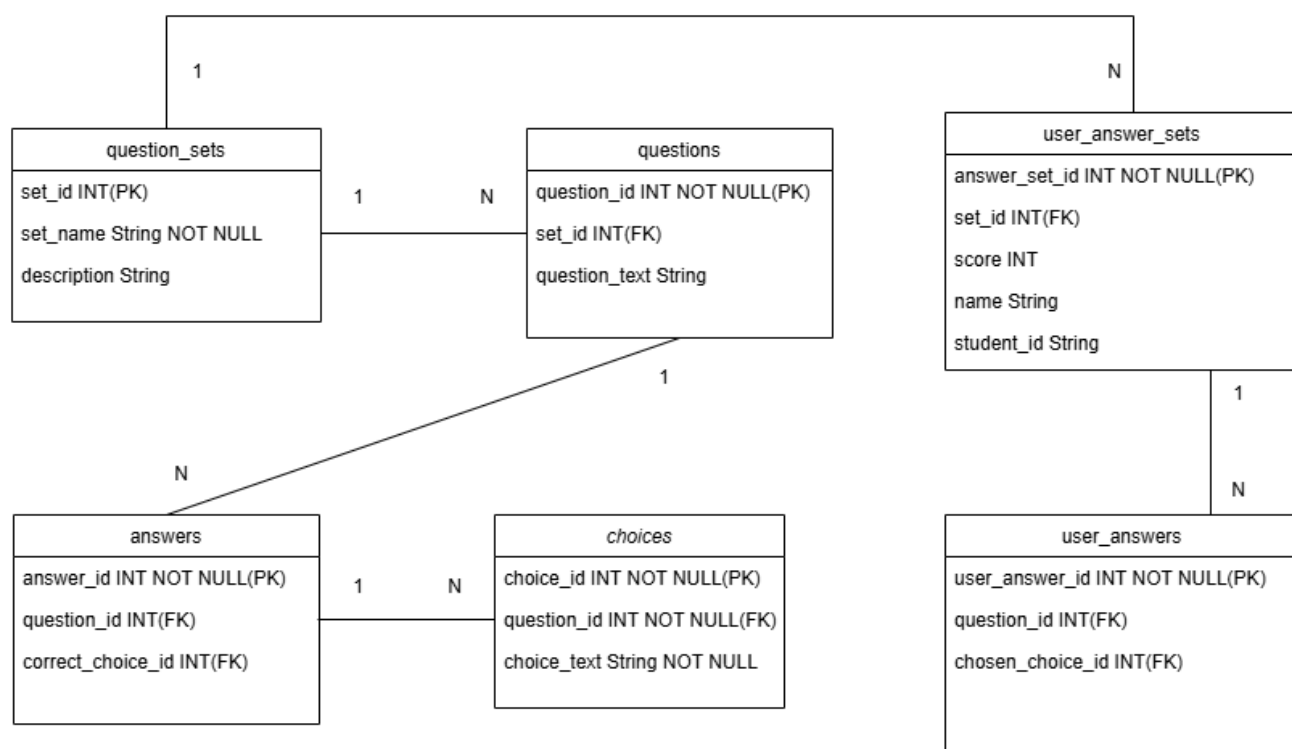 1
N
question_sets
set_id INT(PK)
set_name String NOT NULL
description String
1
N
questions
question_id INT NOT NULL(PK)
set_id INT(FK)
question_text String
user_answer_sets
answer_set_id INT NOT NULL(PK)
set_id INT(FK)
score INT
name String
student_id String
1
N
1
N
answers
answer_id INT NOT NULL(PK)
question_id INT(FK)
correct_choice_id INT(FK)
1
N
choices
choice_id INT NOT NULL(PK)
question_id INT NOT NULL(FK)
choice_text String NOT NULL
user_answers
user_answer_id INT NOT NULL(PK)
question_id INT(FK)
chosen_choice_id INT(FK)